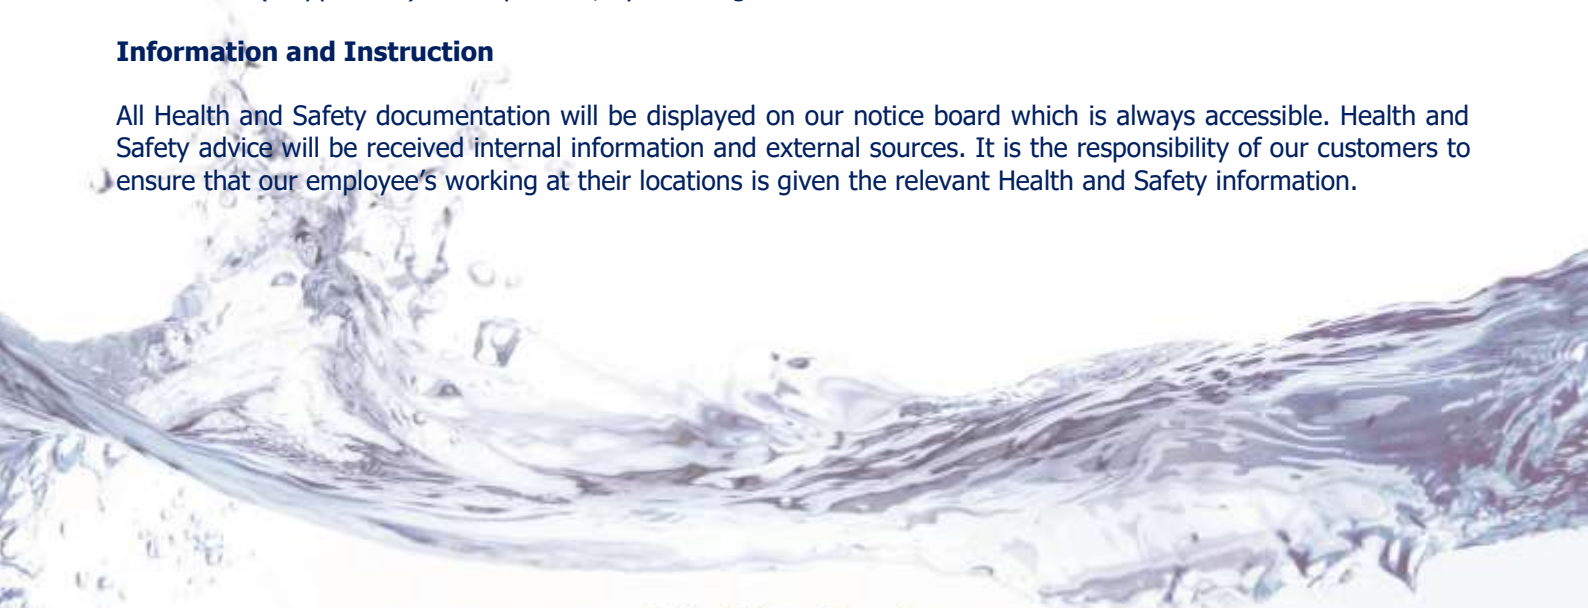 Information and Instruction
All Health and Safety documentation will be displayed on our notice board which is always accessible. Health and
Safety advice will be received internal information and external sources. It is the responsibility of our customers to
ensure that our employee's working at their locations is given the relevant Health and Safety information.